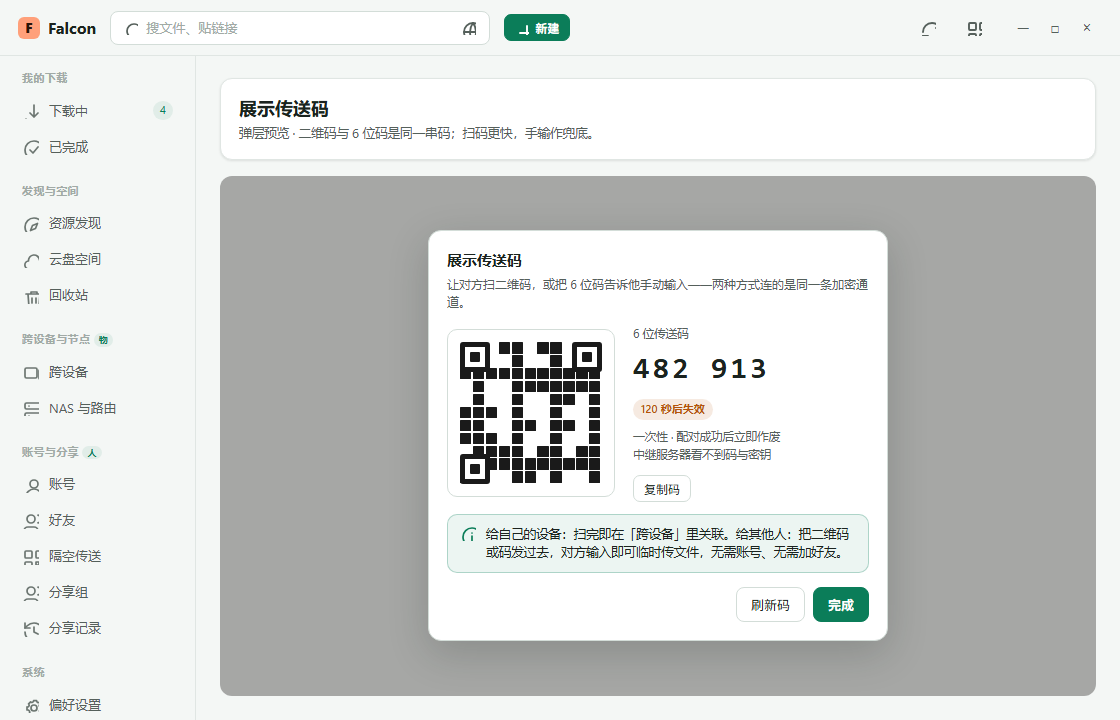 F Falcon
搜文件、贴链接
新建
我的下载
下载中 4
已完成
发现与空间
资源发现
云盘空间
回收站
跨设备与节点 物
跨设备
NAS 与路由
账号与分享 人
账号
好友
隔空传送
分享组
分享记录
系统
偏好设置
展示传送码
弹层预览 · 二维码与 6 位码是同一串码；扫码更快，手输作兜底。
展示传送码
让对方扫二维码，或把 6 位码告诉他手动输入——两种方式连的是同一条加密通
道。
6 位传送码
482 913
120 秒后失效
一次性 · 配对成功后立即作废
中继服务器看不到码与密钥
复制码
给自己的设备：扫完即在「跨设备」里关联。给其他人：把二维码
或码发过去，对方输入即可临时传文件，无需账号、无需加好友。
刷新码
完成